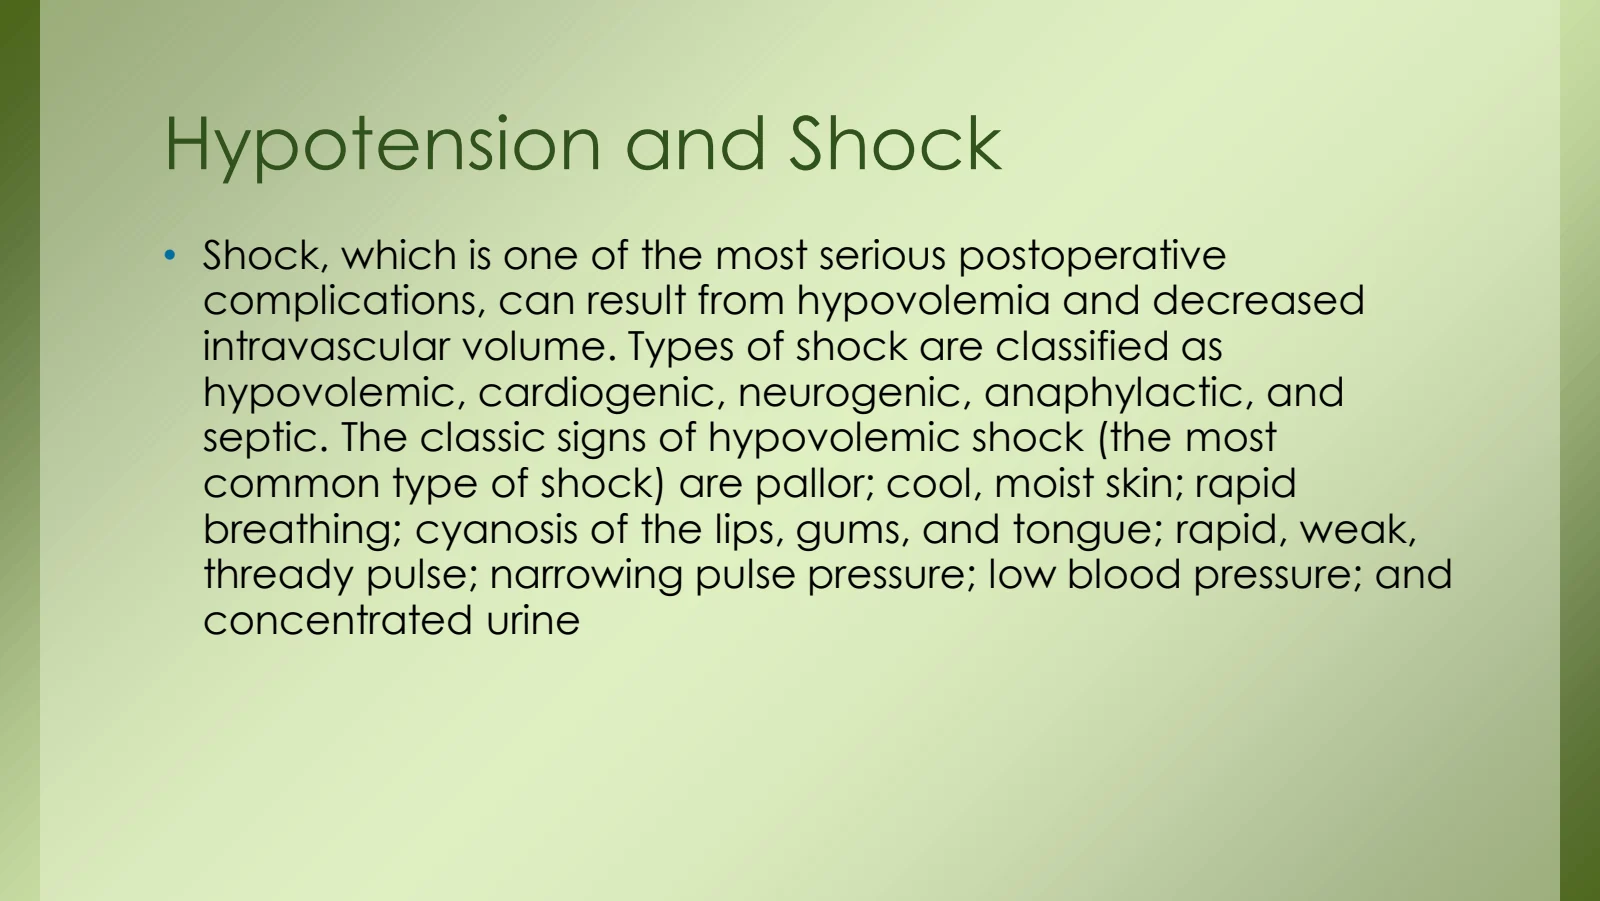 Hypotension and Shock
• Shock, which is one of the most serious postoperative
complications, can result from hypovolemia and decreased
intravascular volume. Types of shock are classified as
hypovolemic, cardiogenic, neurogenic, anaphylactic, and
septic. The classic signs of hypovolemic shock (the most
common type of shock) are pallor; cool, moist skin; rapid
breathing; cyanosis of the lips, gums, and tongue; rapid, weak,
thready pulse; narrowing pulse pressure; low blood pressure; and
concentrated urine